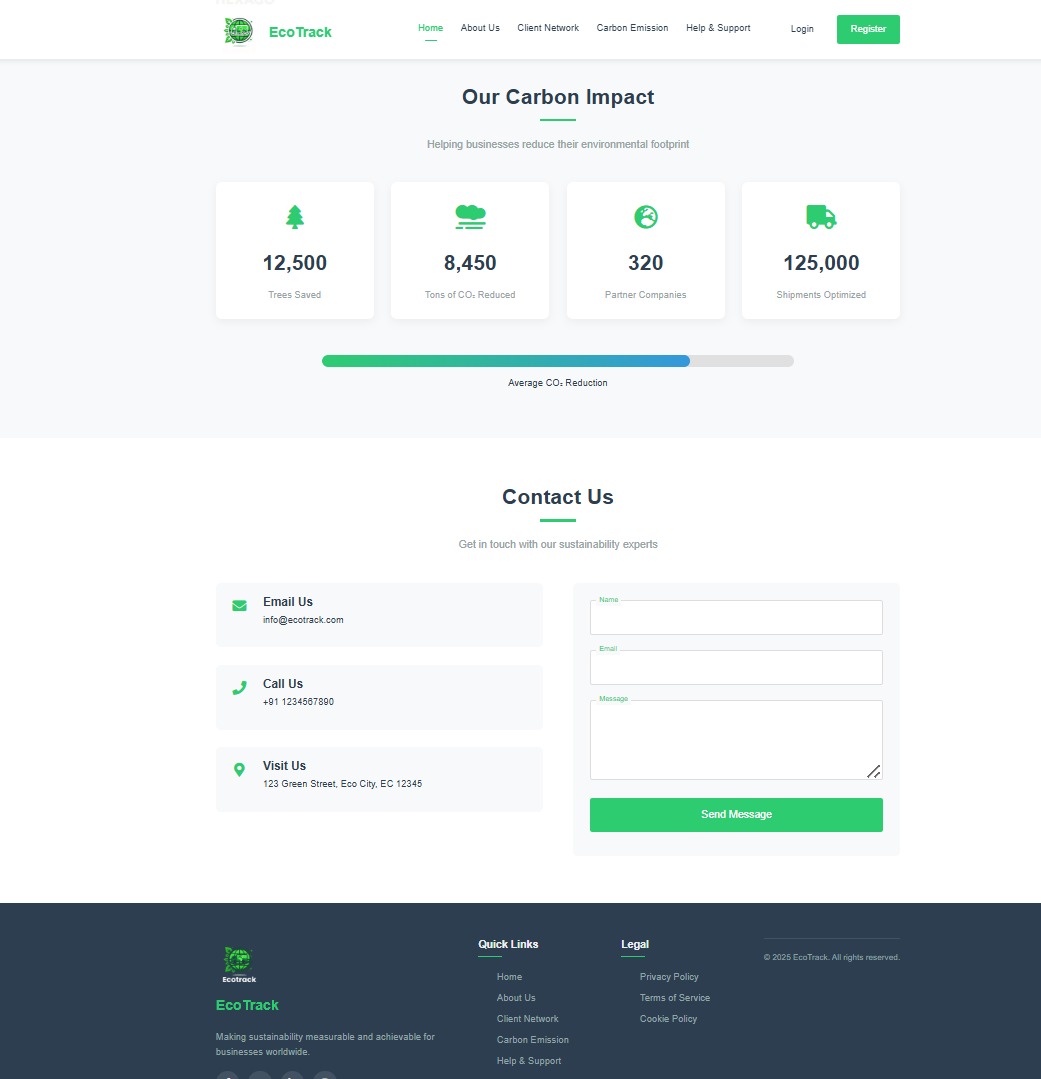 EcoTrack
Home About Us Client Network Carbon Emission Help & Support Login Register
Our Carbon Impact
Helping businesses reduce their environmental footprint
12,500
Trees Saved
8,450
Tons of CO₂ Reduced
320
Partner Companies
125,000
Shipments Optimized
Average CO₂ Reduction
Contact Us
Get in touch with our sustainability experts
Email Us
info@ecotrack.com
Call Us
+91 1234567890
Visit Us
123 Green Street, Eco City, EC 12345
Name
Email
Message
Send Message
Ecotrack
EcoTrack
Making sustainability measurable and achievable for
businesses worldwide.
Quick Links
Home
About Us
Client Network
Carbon Emission
Help & Support
Legal
Privacy Policy
Terms of Service
Cookie Policy
© 2025 EcoTrack. All rights reserved.